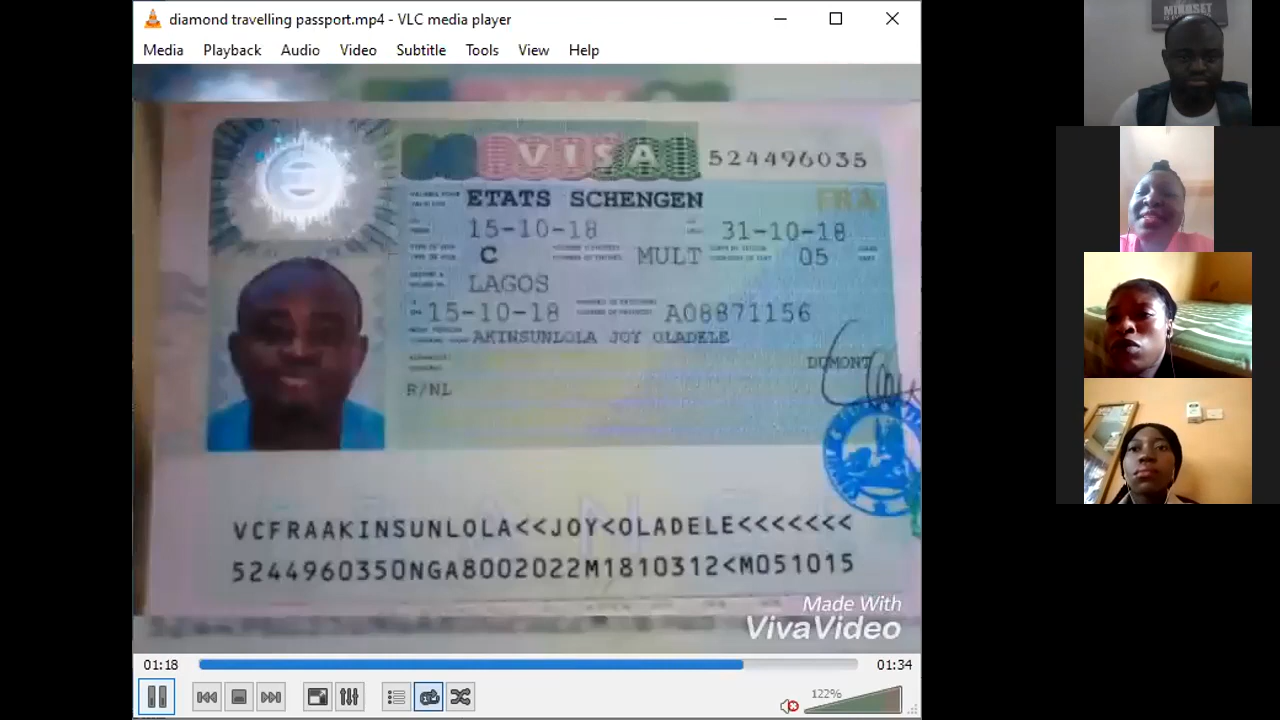 diamond travelling passport.mp4 - VLC media player
Media Playback Audio Video Subtitle Tools View Help
MINDSET
VISA 524496035
ETATS SCHENGEN FRA
15-10-18 31-10-18
C MULT 05
LAGOS
15-10-18 A08871156
AKINSUNLOLA JOY OLADELE
DUMONT
R/NL
VCFRAAKINSUNLOLA<<JOY<OLADELE<<<<<<<
5244960350NGA8002022M1810312<M051015
Made With
VivaVideo
01:18 01:34
122%